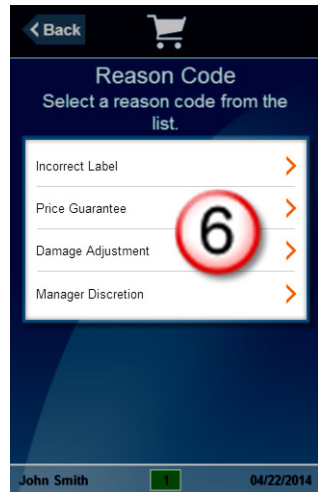 Back
Reason Code
Select a reason code from the
list.
Incorrect Label
Price Guarantee
6
Damage Adjustment
Manager Discretion
John Smith 1 04/22/2014